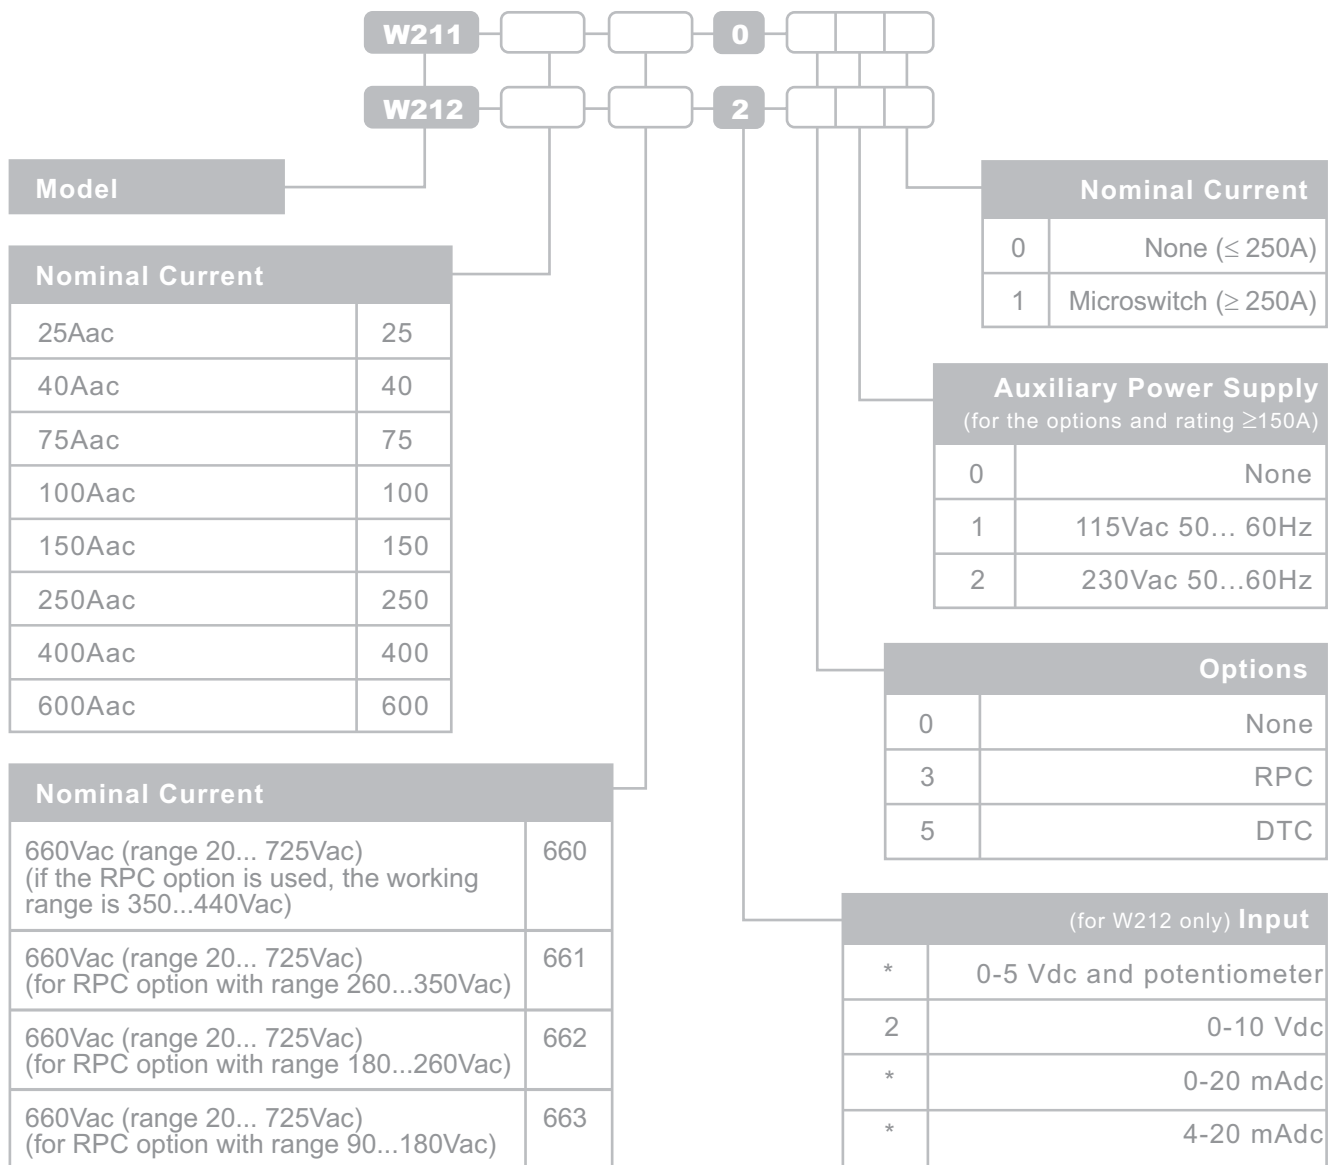 W211 0
W212 2
Model
Nominal Current
25Aac 25
40Aac 40
75Aac 75
100Aac 100
150Aac 150
250Aac 250
400Aac 400
600Aac 600
Nominal Current
660Vac (range 20... 725Vac) 660
(if the RPC option is used, the working
range is 350...440Vac)
660Vac (range 20... 725Vac) 661
(for RPC option with range 260...350Vac)
660Vac (range 20... 725Vac) 662
(for RPC option with range 180...260Vac)
660Vac (range 20... 725Vac) 663
(for RPC option with range 90...180Vac)
Nominal Current
0 None (≤ 250A)
1 Microswitch (≥ 250A)
Auxiliary Power Supply
(for the options and rating ≥150A)
0 None
1 115Vac 50... 60Hz
2 230Vac 50...60Hz
Options
0 None
3 RPC
5 DTC
(for W212 only) Input
* 0-5 Vdc and potentiometer
2 0-10 Vdc
* 0-20 mAdc
* 4-20 mAdc